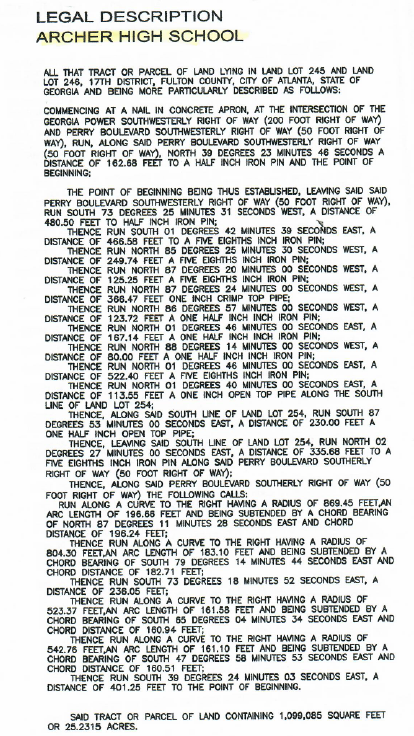 LEGAL DESCRIPTION
ARCHER HIGH SCHOOL
ALL THAT TRACT OR PARCEL OF LAND LYING IN LAND LOT 245 AND LAND
LOT 246, 17TH DISTRICT, FULTON COUNTY, CITY OF ATLANTA, STATE OF
GEORGIA AND BEING MORE PARTICULARLY DESCRIBED AS FOLLOWS:
COMMENCING AT A NAIL IN CONCRETE APRON, AT THE INTERSECTION OF THE
GEORGIA POWER SOUTHWESTERLY RIGHT OF WAY (200 FOOT RIGHT OF WAY)
AND PERRY BOULEVARD SOUTHWESTERLY RIGHT OF WAY (50 FOOT RIGHT OF
WAY), RUN, ALONG SAID PERRY BOULEVARD SOUTHWESTERLY RIGHT OF WAY
(50 FOOT RIGHT OF WAY), NORTH 39 DEGREES 23 MINUTES 46 SECONDS A
DISTANCE OF 162.68 FEET TO A HALF INCH IRON PIN AND THE POINT OF
BEGINNING;
THE POINT OF BEGINNING BEING THUS ESTABLISHED, LEAVING SAID SAID
PERRY BOULEVARD SOUTHWESTERLY RIGHT OF WAY (50 FOOT RIGHT OF WAY),
RUN SOUTH 73 DEGREES 25 MINUTES 31 SECONDS WEST, A DISTANCE OF
480.50 FEET TO HALF INCH IRON PIN;
THENCE RUN SOUTH 01 DEGREES 42 MINUTES 39 SECONDS EAST, A
DISTANCE OF 466.58 FEET TO A FIVE EIGHTHS INCH IRON PIN;
THENCE RUN NORTH 85 DEGREES 25 MINUTES 30 SECONDS WEST, A
DISTANCE OF 249.74 FEET A FIVE EIGHTHS INCH IRON PIN;
THENCE RUN NORTH 87 DEGREES 20 MINUTES 00 SECONDS WEST, A
DISTANCE OF 125.25 FEET A FIVE EIGHTHS INCH IRON PIN;
THENCE RUN NORTH 87 DEGREES 24 MINUTES 00 SECONDS WEST, A
DISTANCE OF 366.47 FEET ONE INCH CRIMP TOP PIPE;
THENCE RUN NORTH 86 DEGREES 57 MINUTES 00 SECONDS WEST, A
DISTANCE OF 123.72 FEET A ONE HALF INCH INCH IRON PIN;
THENCE RUN NORTH 01 DEGREES 46 MINUTES 00 SECONDS EAST, A
DISTANCE OF 167.14 FEET A ONE HALF INCH INCH IRON PIN;
THENCE RUN NORTH 88 DEGREES 14 MINUTES 00 SECONDS WEST, A
DISTANCE OF 80.00 FEET A ONE HALF INCH INCH IRON PIN;
THENCE RUN NORTH 01 DEGREES 46 MINUTES 00 SECONDS EAST, A
DISTANCE OF 522.40 FEET A FIVE EIGHTHS INCH IRON PIN;
THENCE RUN NORTH 01 DEGREES 40 MINUTES 00 SECONDS EAST, A
DISTANCE OF 113.55 FEET A ONE INCH OPEN TOP PIPE ALONG THE SOUTH
LINE OF LAND LOT 254;
THENCE, ALONG SAID SOUTH LINE OF LAND LOT 254, RUN SOUTH 87
DEGREES 53 MINUTES 00 SECONDS EAST, A DISTANCE OF 230.00 FEET A
ONE HALF INCH OPEN TOP PIPE;
THENCE, LEAVING SAID SOUTH LINE OF LAND LOT 254, RUN NORTH 02
DEGREES 27 MINUTES 00 SECONDS EAST, A DISTANCE OF 335.68 FEET TO A
FIVE EIGHTHS INCH IRON PIN ALONG SAID PERRY BOULEVARD SOUTHERLY
RIGHT OF WAY (50 FOOT RIGHT OF WAY);
THENCE, ALONG SAID PERRY BOULEVARD SOUTHERLY RIGHT OF WAY (50
FOOT RIGHT OF WAY) THE FOLLOWING CALLS:
RUN ALONG A CURVE TO THE RIGHT HAVING A RADIUS OF 869.45 FEET,AN
ARC LENGTH OF 196.66 FEET AND BEING SUBTENDED BY A CHORD BEARING
OF NORTH 87 DEGREES 11 MINUTES 28 SECONDS EAST AND CHORD
DISTANCE OF 196.24 FEET;
THENCE RUN ALONG A CURVE TO THE RIGHT HAVING A RADIUS OF
804.30 FEET,AN ARC LENGTH OF 183.10 FEET AND BEING SUBTENDED BY A
CHORD BEARING OF SOUTH 79 DEGREES 14 MINUTES 44 SECONDS EAST AND
CHORD DISTANCE OF 182.71 FEET;
THENCE RUN SOUTH 73 DEGREES 18 MINUTES 52 SECONDS EAST, A
DISTANCE OF 236.05 FEET;
THENCE RUN ALONG A CURVE TO THE RIGHT HAVING A RADIUS OF
523.37 FEET,AN ARC LENGTH OF 161.58 FEET AND BEING SUBTENDED BY A
CHORD BEARING OF SOUTH 65 DEGREES 04 MINUTES 34 SECONDS EAST AND
CHORD DISTANCE OF 160.94 FEET;
THENCE RUN ALONG A CURVE TO THE RIGHT HAVING A RADIUS OF
542.76 FEET,AN ARC LENGTH OF 161.10 FEET AND BEING SUBTENDED BY A
CHORD BEARING OF SOUTH 47 DEGREES 58 MINUTES 53 SECONDS EAST AND
CHORD DISTANCE OF 160.51 FEET;
THENCE RUN SOUTH 39 DEGREES 24 MINUTES 03 SECONDS EAST, A
DISTANCE OF 401.25 FEET TO THE POINT OF BEGINNING.
SAID TRACT OR PARCEL OF LAND CONTAINING 1,099,085 SQUARE FEET
OR 25.2315 ACRES.